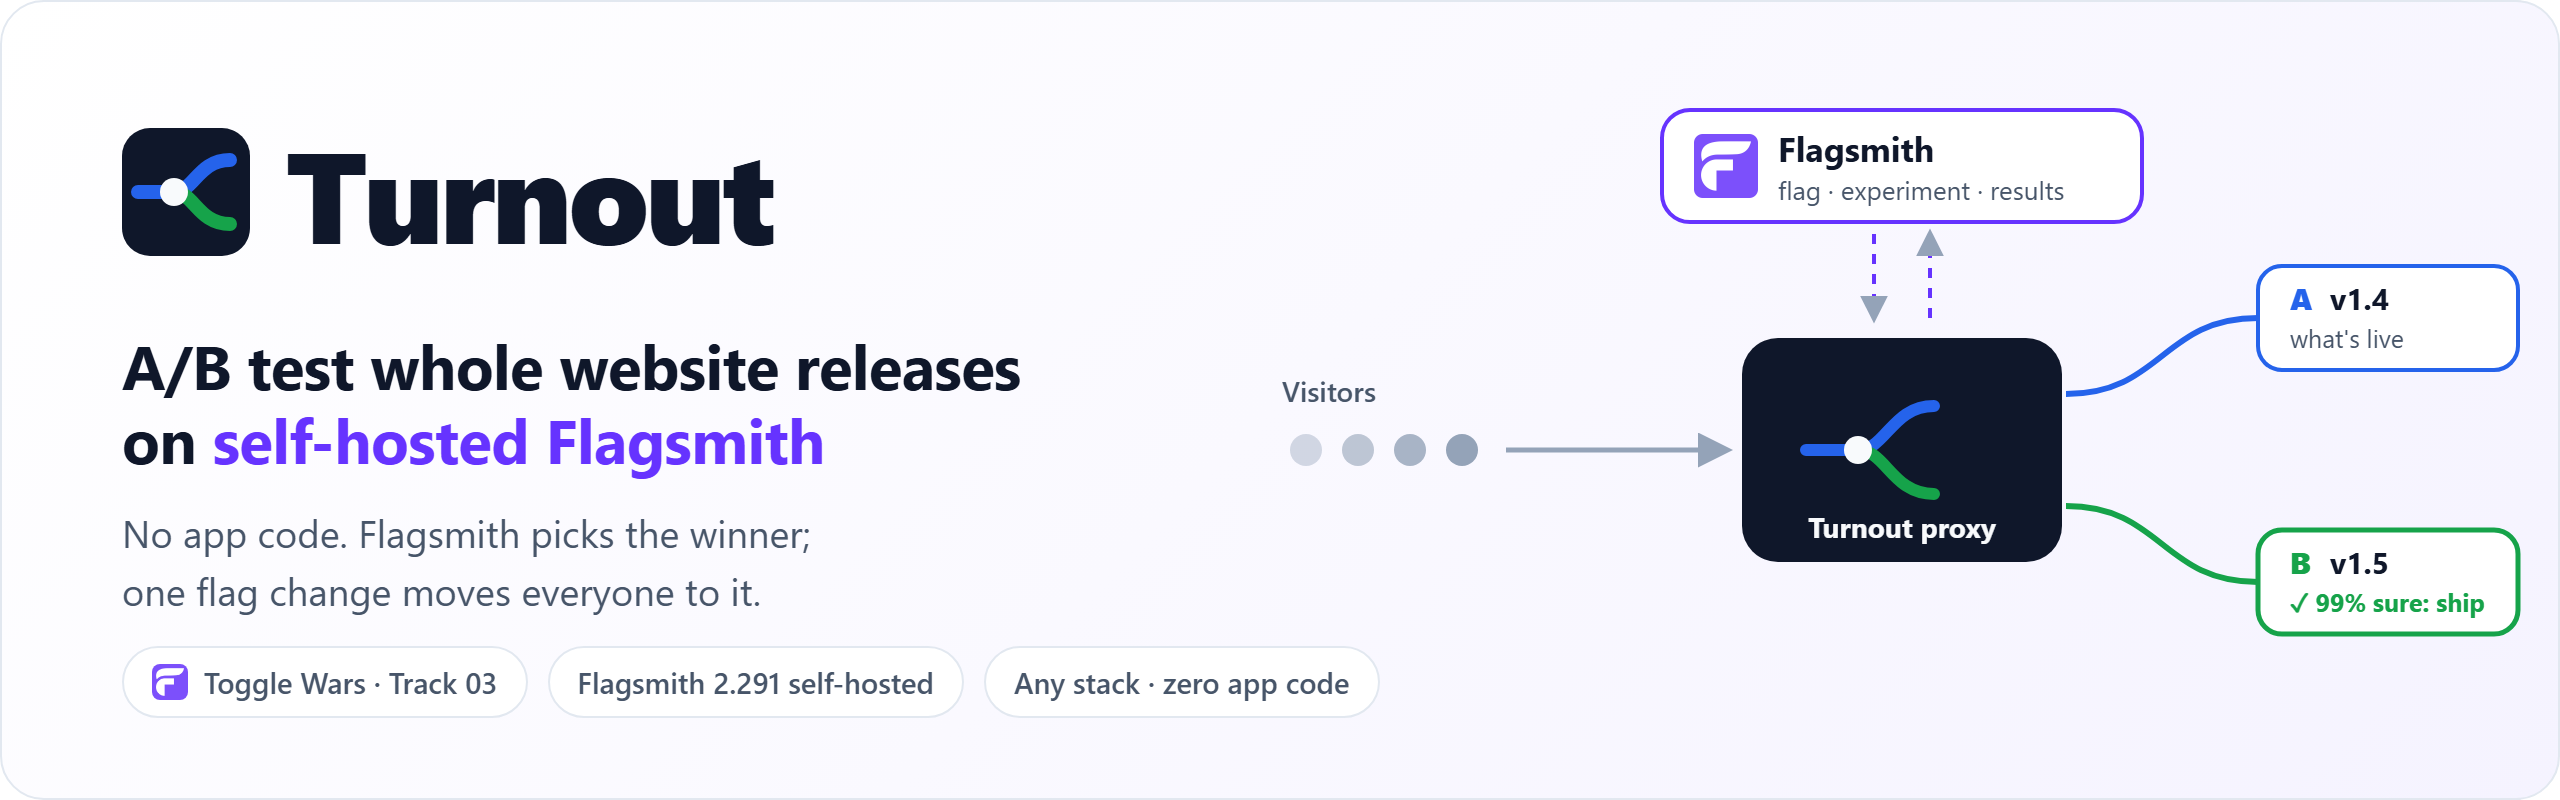 Turnout
A/B test whole website releases
on self-hosted Flagsmith
No app code. Flagsmith picks the winner;
one flag change moves everyone to it.
Toggle Wars · Track 03
Flagsmith 2.291 self-hosted
Any stack · zero app code
Visitors
Flagsmith
flag · experiment · results
Turnout proxy
A v1.4
what's live
B v1.5
✓ 99% sure: ship